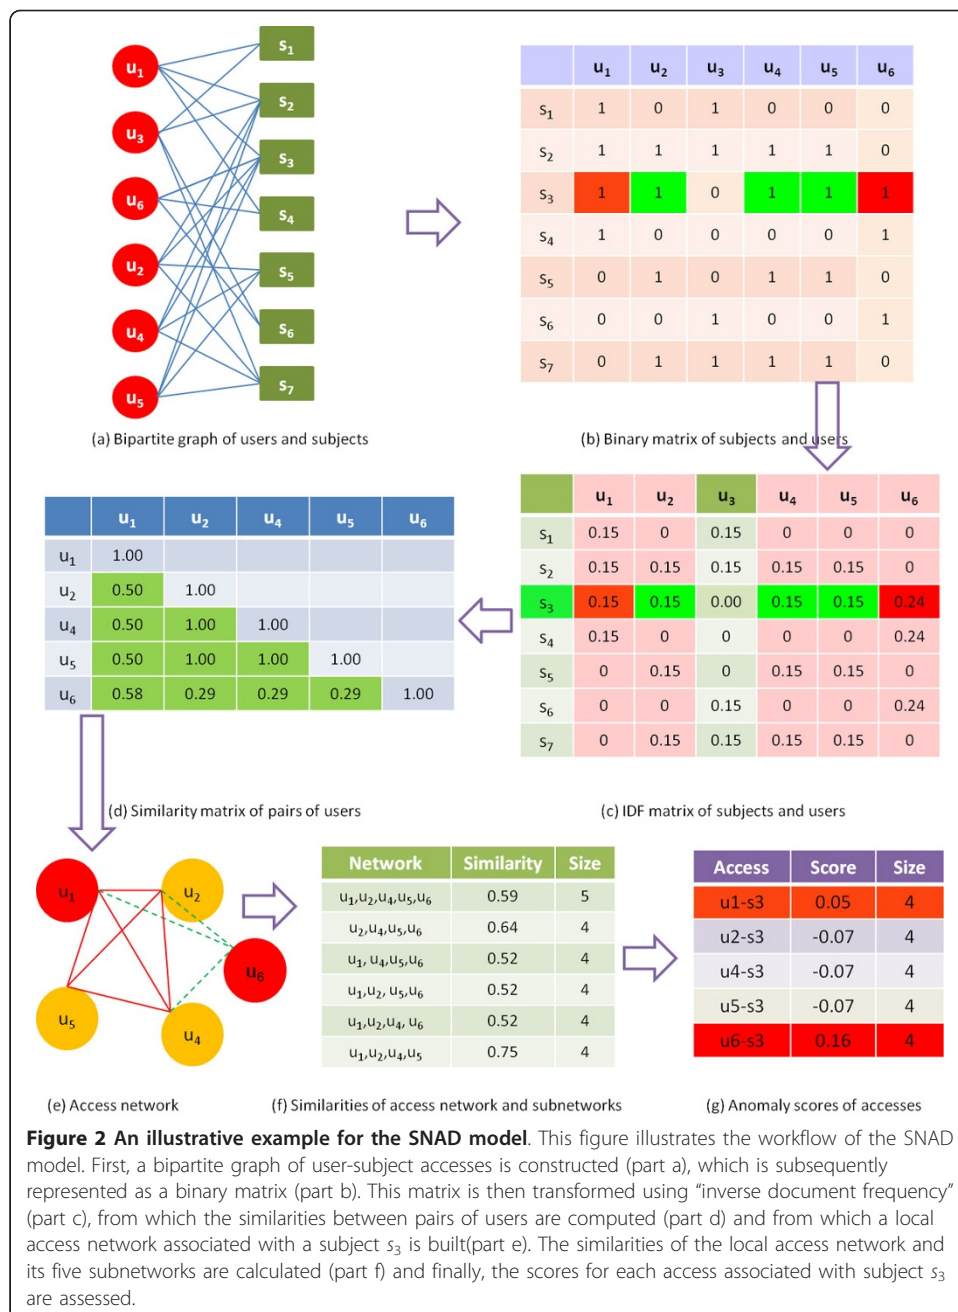 u1
u3
u6
u2
u4
u5
s1
s2
s3
s4
s5
s6
s7
(a) Bipartite graph of users and subjects
u1 u2 u3 u4 u5 u6
s1 1 0 1 0 0 0
s2 1 1 1 1 1 0
s3 1 1 0 1 1 1
s4 1 0 0 0 0 1
s5 0 1 0 1 1 0
s6 0 0 1 0 0 1
s7 0 1 1 1 1 0
(b) Binary matrix of subjects and users
u1 u2 u4 u5 u6
u1 1.00
u2 0.50 1.00
u4 0.50 1.00 1.00
u5 0.50 1.00 1.00 1.00
u6 0.58 0.29 0.29 0.29 1.00
(d) Similarity matrix of pairs of users
u1 u2 u3 u4 u5 u6
s1 0.15 0 0.15 0 0 0
s2 0.15 0.15 0.15 0.15 0.15 0
s3 0.15 0.15 0.00 0.15 0.15 0.24
s4 0.15 0 0 0 0 0.24
s5 0 0.15 0 0.15 0.15 0
s6 0 0 0.15 0 0 0.24
s7 0 0.15 0.15 0.15 0.15 0
(c) IDF matrix of subjects and users
u1
u2
u6
u5
u4
(e) Access network
Network Similarity Size
u1,u2,u4,u5,u6 0.59 5
u2,u4,u5,u6 0.64 4
u1, u4,u5,u6 0.52 4
u1, u2, u5,u6 0.52 4
u1,u2,u4, u6 0.52 4
u1,u2,u4,u5 0.75 4
(f) Similarities of access network and subnetworks
Access Score Size
u1-s3 0.05 4
u2-s3 -0.07 4
u4-s3 -0.07 4
u5-s3 -0.07 4
u6-s3 0.16 4
(g) Anomaly scores of accesses
Figure 2 An illustrative example for the SNAD model. This figure illustrates the workflow of the SNAD
model. First, a bipartite graph of user-subject accesses is constructed (part a), which is subsequently
represented as a binary matrix (part b). This matrix is then transformed using “inverse document frequency”
(part c), from which the similarities between pairs of users are computed (part d) and from which a local
access network associated with a subject s3 is built(part e). The similarities of the local access network and
its five subnetworks are calculated (part f) and finally, the scores for each access associated with subject s3
are assessed.